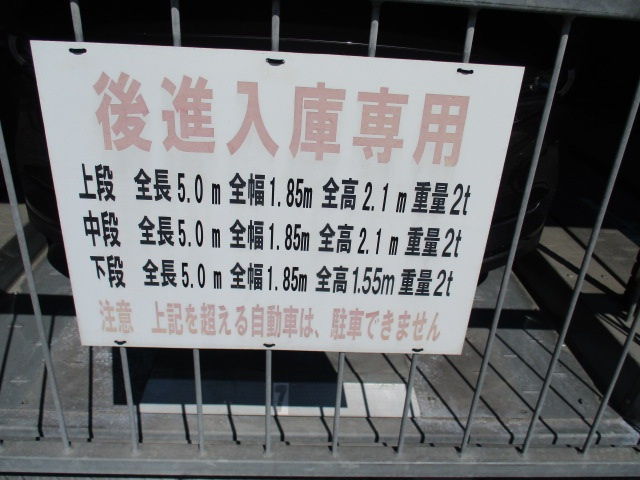 後進入庫専用
上段 全長5.0m 全幅1.85m 全高2.1m 重量2t
中段 全長5.0m 全幅1.85m 全高2.1m 重量2t
下段 全長5.0m 全幅1.85m 全高1.55m 重量2t
注意 上記を超える自動車は、駐車できません
7